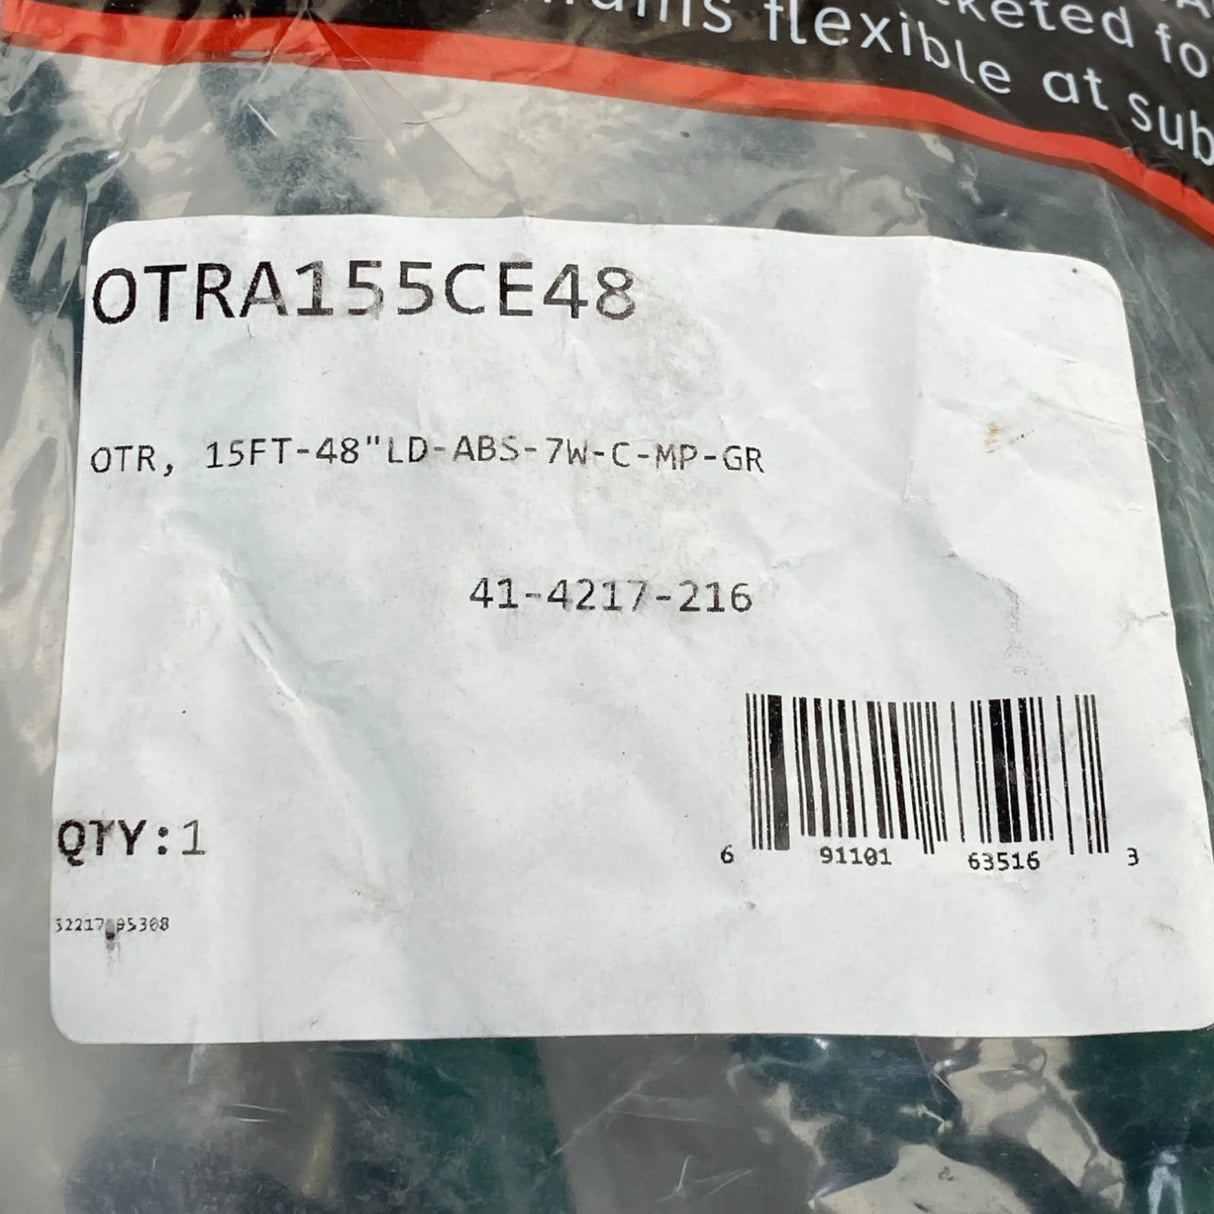 keted for
flexible at sub
OTRA155CE48
OTR, 15FT-48"LD-ABS-7W-C-MP-GR
41-4217-216
QTY:1
6 91101 63516 3